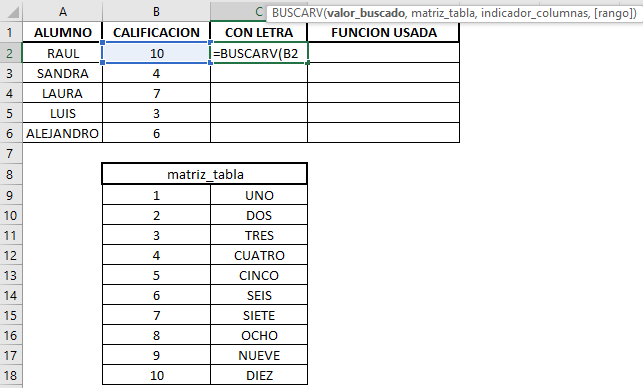 A B C BUSCARV(valor_buscado, matriz_tabla, indicador_columnas, [rango])
1 ALUMNO CALIFICACION CON LETRA FUNCION USADA
2 RAUL 10 =BUSCARV(B2
3 SANDRA 4
4 LAURA 7
5 LUIS 3
6 ALEJANDRO 6
7
8 matriz_tabla
9 1 UNO
10 2 DOS
11 3 TRES
12 4 CUATRO
13 5 CINCO
14 6 SEIS
15 7 SIETE
16 8 OCHO
17 9 NUEVE
18 10 DIEZ